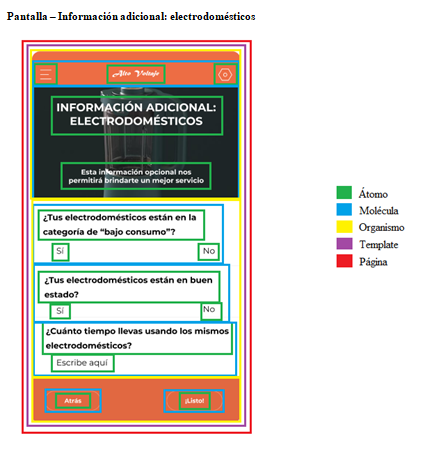 Pantalla – Información adicional: electrodomésticos
Alto Voltaje
INFORMACIÓN ADICIONAL:
ELECTRODOMÉSTICOS
Esta información opcional nos
permitirá brindarte un mejor servicio
¿Tus electrodomésticos están en la
categoría de “bajo consumo”?
Sí No
¿Tus electrodomésticos están en buen
estado?
Sí No
¿Cuánto tiempo llevas usando los mismos
electrodomésticos?
Escribe aquí
Atrás ¡Listo!
Átomo
Molécula
Organismo
Template
Página